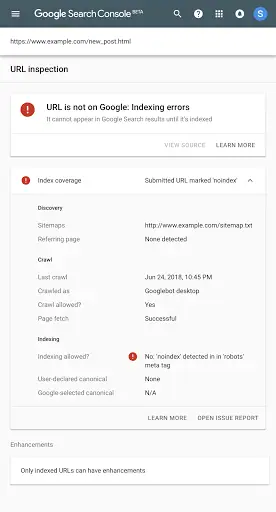 Google Search Console BETA
S
https://www.example.com/new_post.html
URL inspection
URL is not on Google: Indexing errors
It cannot appear in Google Search results until it's indexed
VIEW SOURCE LEARN MORE
Index coverage Submitted URL marked 'noindex'
Discovery
Sitemaps http://www.example.com/sitemap.txt
Referring page None detected
Crawl
Last crawl Jun 24, 2018, 10:45 PM
Crawled as Googlebot desktop
Crawl allowed? Yes
Page fetch Successful
Indexing
Indexing allowed? No: 'noindex' detected in in 'robots'
meta tag
User-declared canonical None
Google-selected canonical N/A
LEARN MORE OPEN ISSUE REPORT
Enhancements
Only indexed URLs can have enhancements